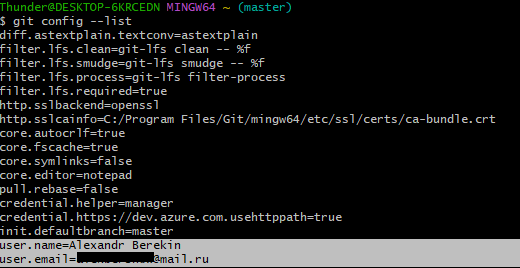 Thunder@DESKTOP-6KRCEDN MINGW64 ~ (master)
$ git config --list
diff.astextplain.textconv=astextplain
filter.lfs.clean=git-lfs clean -- %f
filter.lfs.smudge=git-lfs smudge -- %f
filter.lfs.process=git-lfs filter-process
filter.lfs.required=true
http.sslbackend=openssl
http.sslcainfo=C:/Program Files/Git/mingw64/etc/ssl/certs/ca-bundle.crt
core.autocrlf=true
core.fscache=true
core.symlinks=false
core.editor=notepad
pull.rebase=false
credential.helper=manager
credential.https://dev.azure.com.usehttppath=true
init.defaultbranch=master
user.name=Alexandr Berekin
user.email=@mail.ru